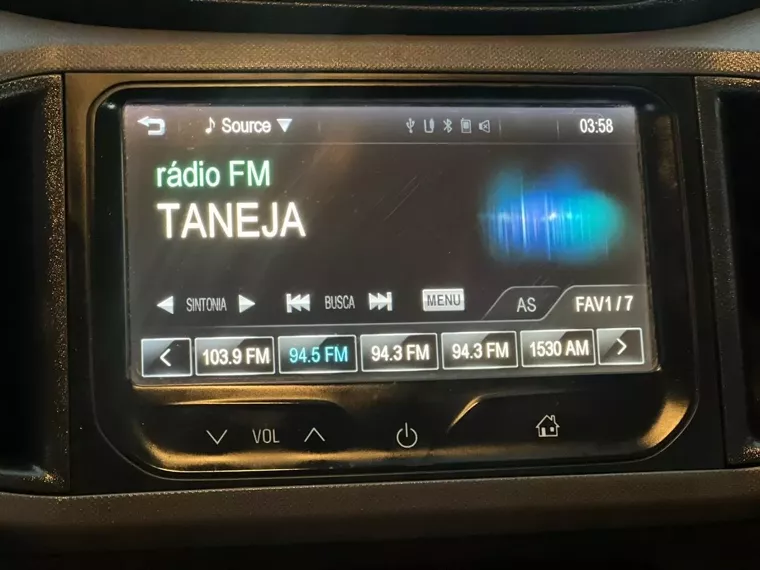 Source 03:58
rádio FM
TANEJA
SINTONIA BUSCA MENU AS FAV1 / 7
103.9 FM 94.5 FM 94.3 FM 94.3 FM 1530 AM
VOL